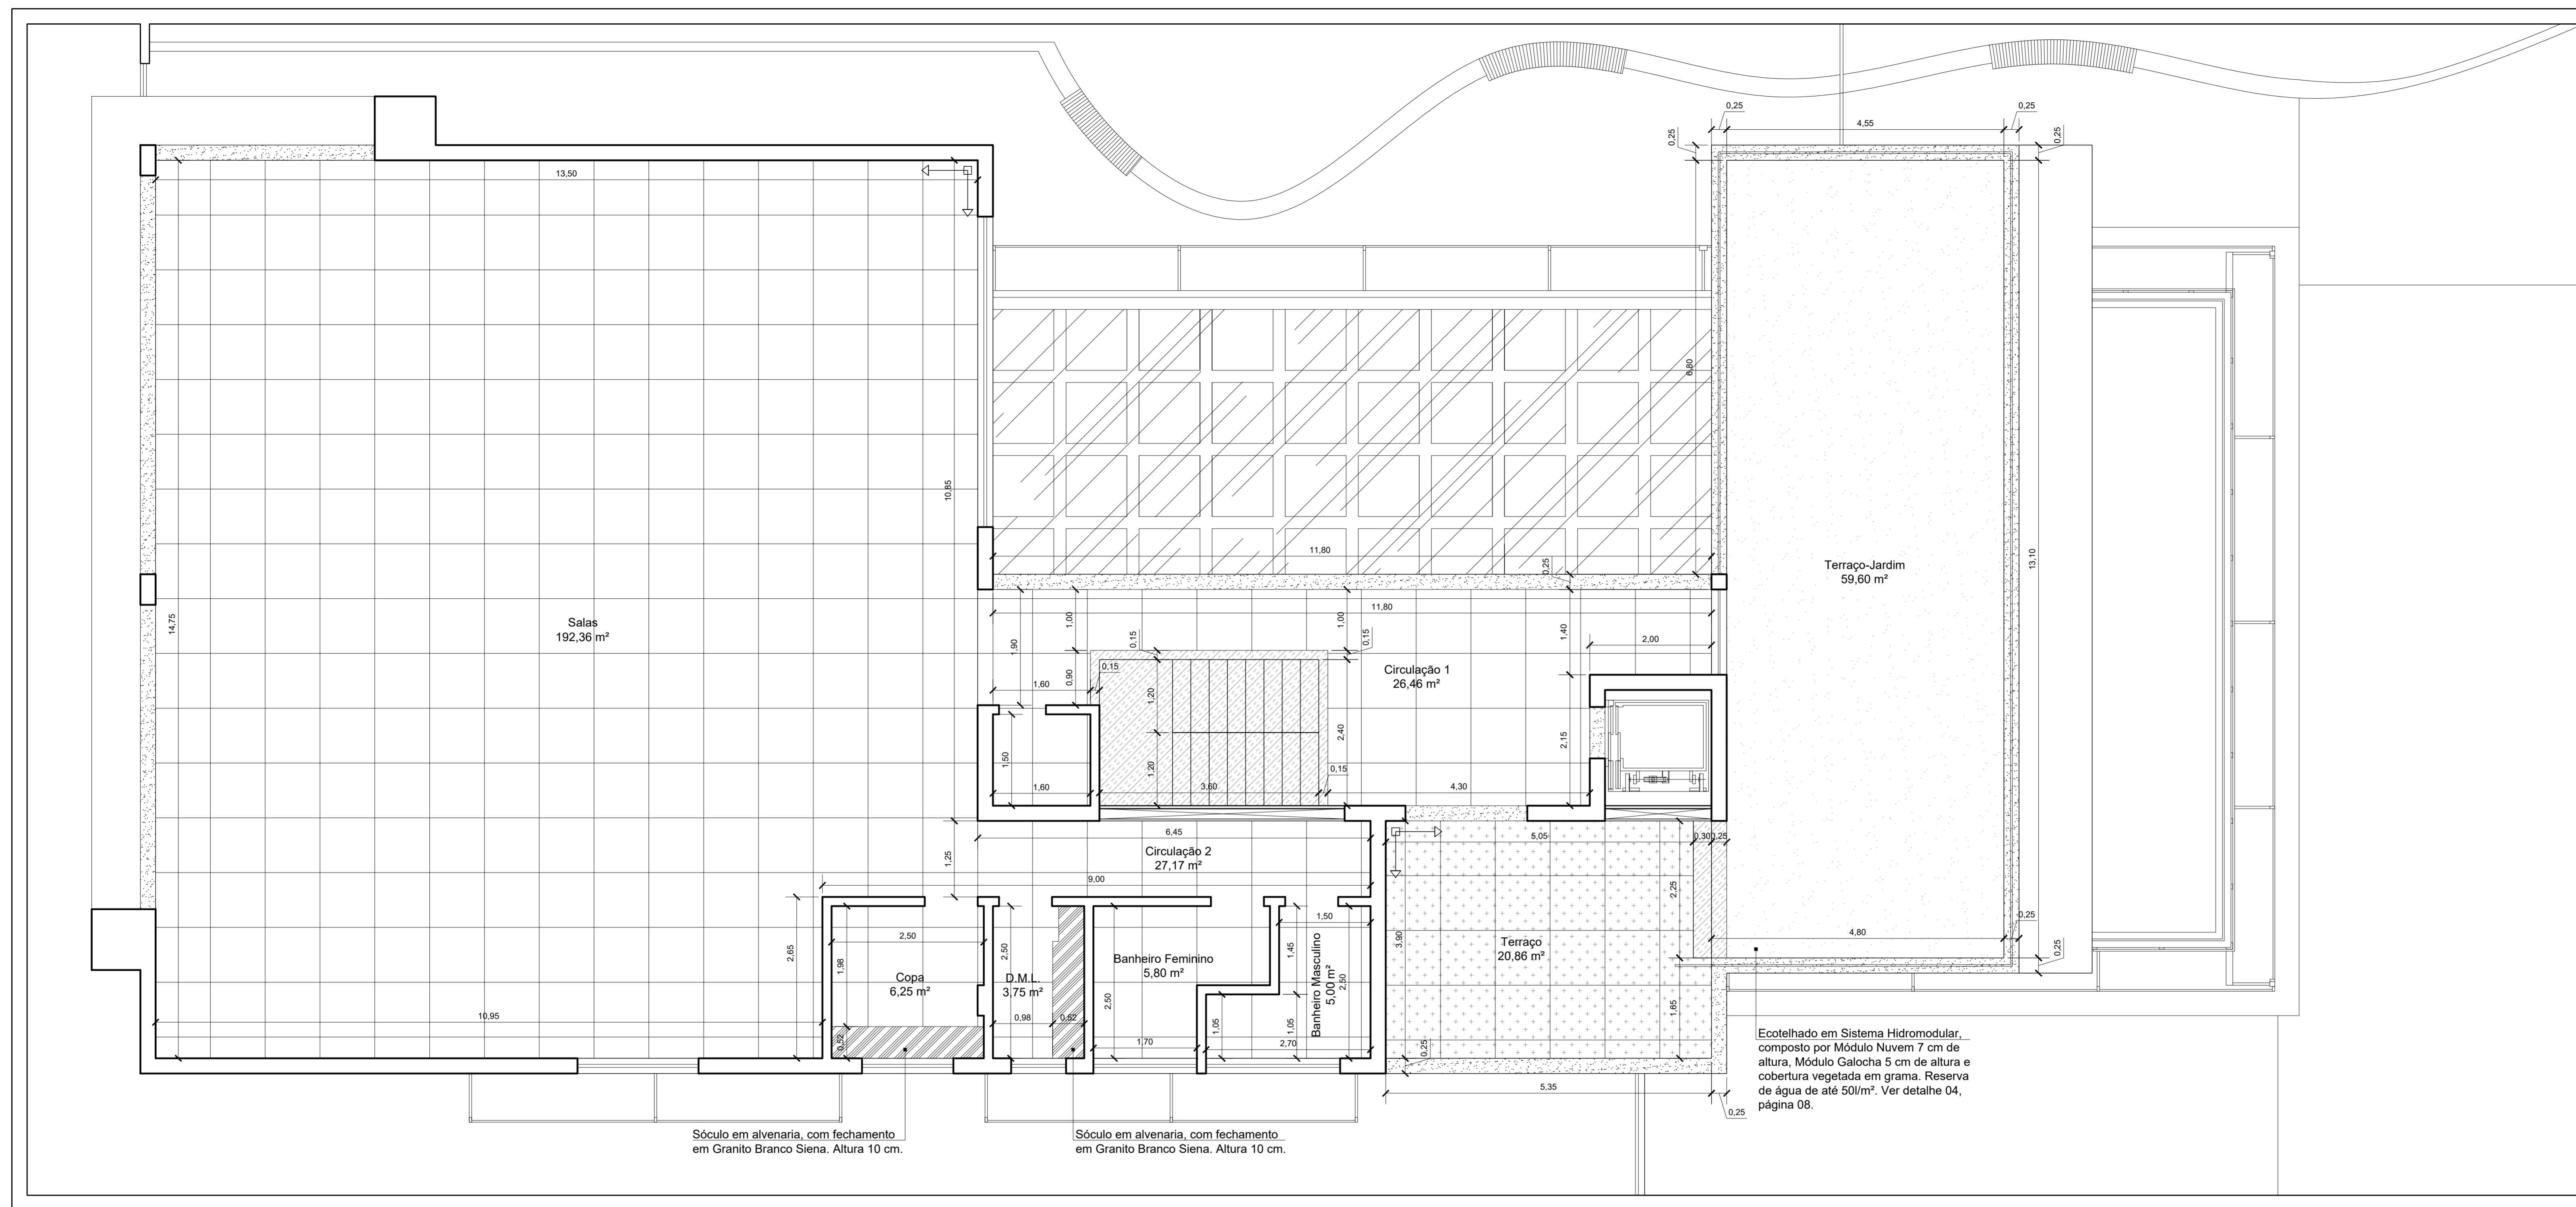 0,25
4,55
0,25
0,25
0,25
13,50
6,80
10,85
11,80
0,25
13,10
Terraço-Jardim
59,60 m²
14,75
Salas
192,36 m²
1,90
1,00
11,80
1,00
0,15
0,15
1,40
2,00
0,90
0,15
1,60
1,20
Circulação 1
26,46 m²
2,40
2,15
1,50
1,20
0,15
1,60
3,60
4,30
6,45
5,05
0,30
0,25
1,25
Circulação 2
27,17 m²
9,00
2,25
2,65
2,50
1,98
Copa
6,25 m²
2,50
D.M.L.
3,75 m²
Banheiro Feminino
5,80 m²
1,50
1,45
Banheiro Masculino
5,00 m²
2,50
3,90
Terraço
20,86 m²
4,80
0,25
0,25
10,95
0,52
0,98
0,52
2,50
1,70
1,05
1,05
2,70
0,25
1,65
5,35
0,25
Ecotelhado em Sistema Hidromodular,
composto por Módulo Nuvem 7 cm de
altura, Módulo Galocha 5 cm de altura e
cobertura vegetada em grama. Reserva
de água de até 50l/m². Ver detalhe 04,
página 08.
Sóculo em alvenaria, com fechamento
em Granito Branco Siena. Altura 10 cm.
Sóculo em alvenaria, com fechamento
em Granito Branco Siena. Altura 10 cm.